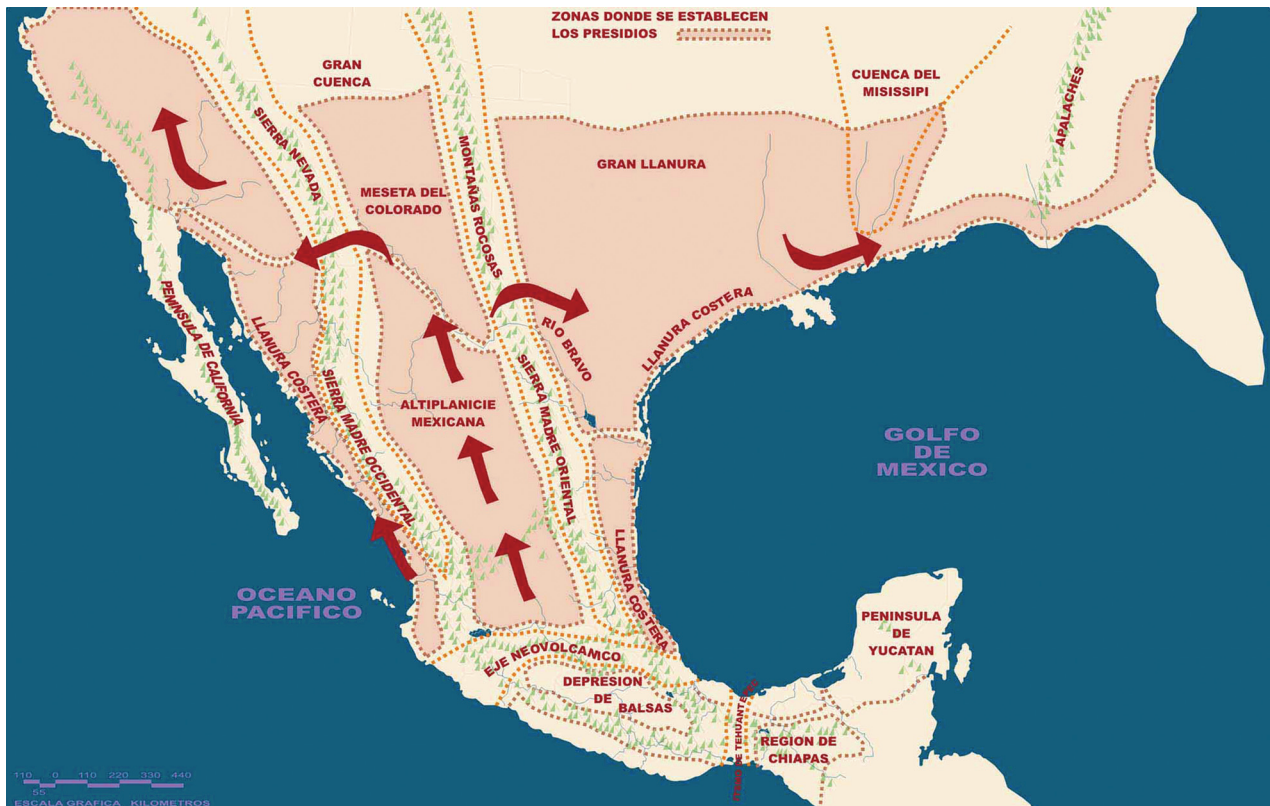 ZONAS DONDE SE ESTABLECEN
LOS PRESIDIOS
GRAN
CUENCA
CUENCA DEL
MISISSIPI
APALACHES
SIERRA NEVADA
MONTAÑAS ROCOSAS
GRAN LLANURA
MESETA DEL
COLORADO
PENINSULA DE CALIFORNIA
LLANURA COSTERA
SIERRA MADRE OCCIDENTAL
ALTIPLANICIE
MEXICANA
SIERRA MADRE ORIENTAL
RIO BRAVO
LLANURA COSTERA
GOLFO
DE
MEXICO
LLANURA COSTERA
OCEANO
PACIFICO
PENINSULA
DE
YUCATAN
EJE NEOVOLCANICO
DEPRESION
DE
BALSAS
REGION DE
CHIAPAS
110 0 110 220 330 440
55
ESCALA GRAFICA KILOMETROS